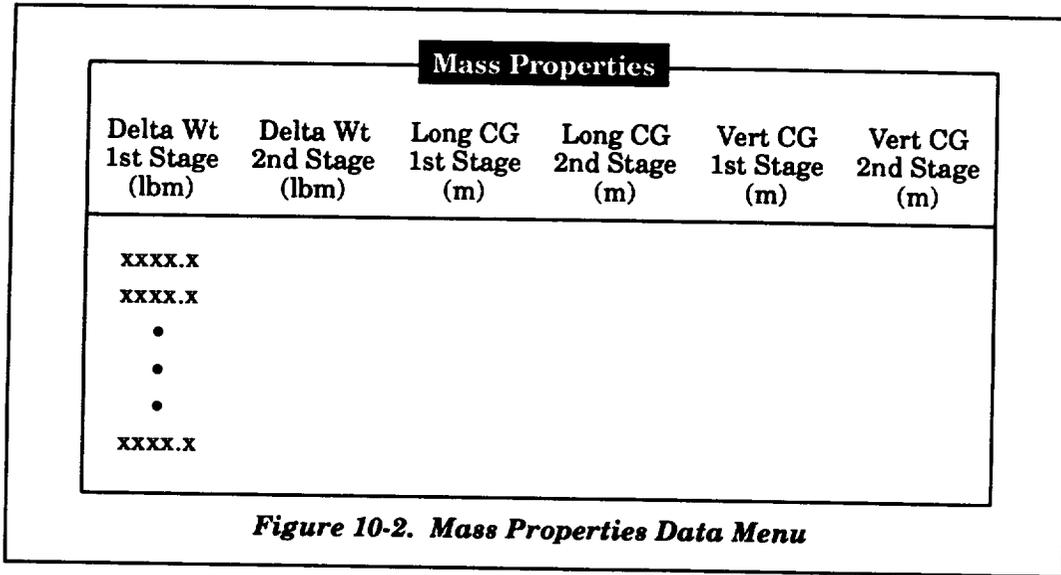 Mass Properties
Delta Wt Delta Wt Long CG Long CG Vert CG Vert CG
1st Stage 2nd Stage 1st Stage 2nd Stage 1st Stage 2nd Stage
(lbm) (lbm) (m) (m) (m) (m)
xxxx.x
xxxx.x
•
•
•
xxxx.x
Figure 10-2. Mass Properties Data Menu